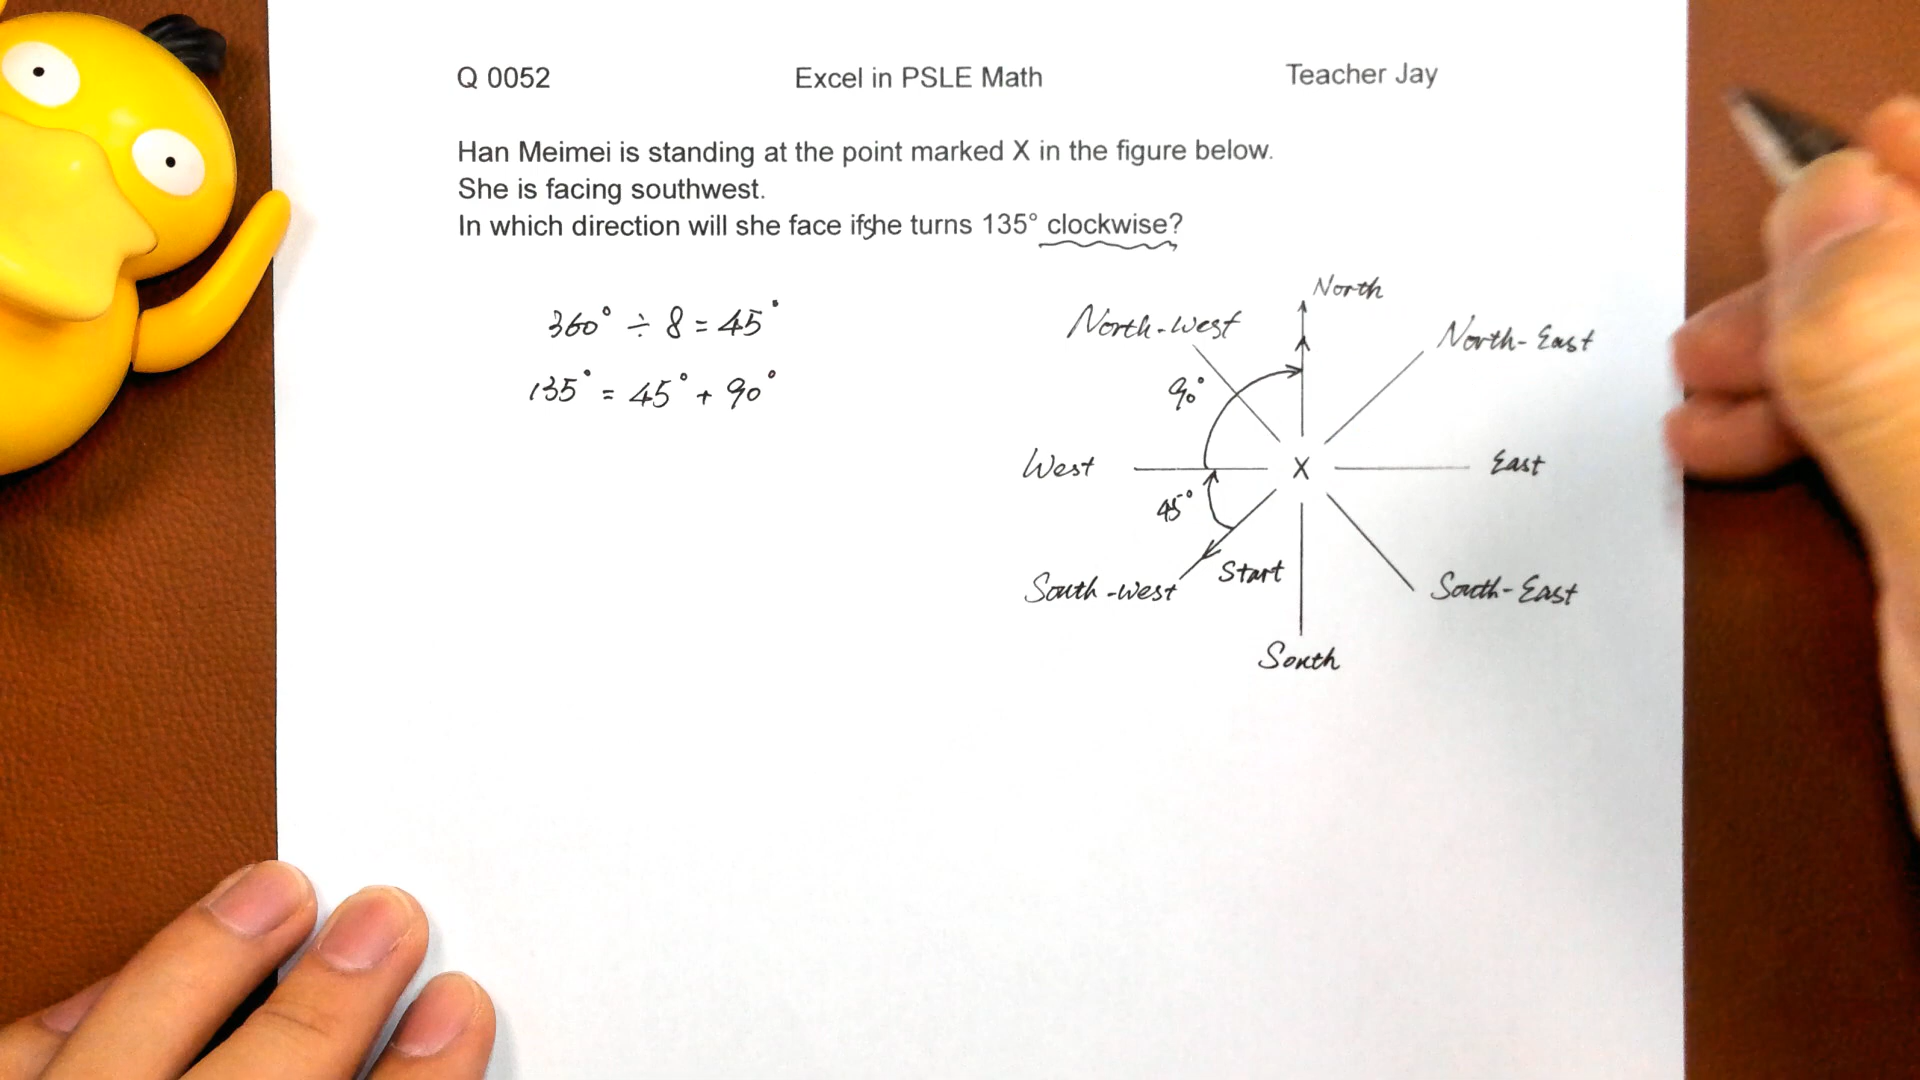 Q 0052 Excel in PSLE Math Teacher Jay
Han Meimei is standing at the point marked X in the figure below.
She is facing southwest.
In which direction will she face if she turns 135° clockwise?
360° ÷ 8 = 45°
135° = 45° + 90°
North
North-West
North-East
90°
West
X
East
45°
Start
South-West
South-East
South